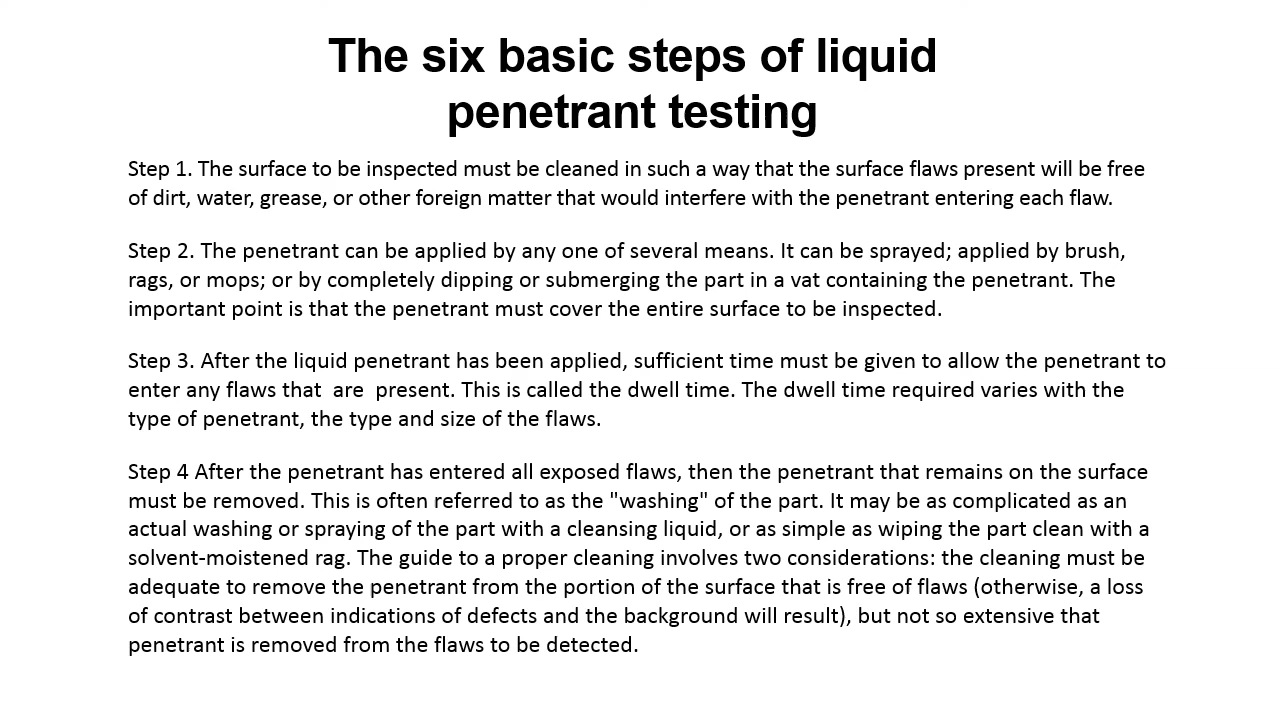 The six basic steps of liquid
penetrant testing
Step 1. The surface to be inspected must be cleaned in such a way that the surface flaws present will be free
of dirt, water, grease, or other foreign matter that would interfere with the penetrant entering each flaw.
Step 2. The penetrant can be applied by any one of several means. It can be sprayed; applied by brush,
rags, or mops; or by completely dipping or submerging the part in a vat containing the penetrant. The
important point is that the penetrant must cover the entire surface to be inspected.
Step 3. After the liquid penetrant has been applied, sufficient time must be given to allow the penetrant to
enter any flaws that  are  present. This is called the dwell time. The dwell time required varies with the
type of penetrant, the type and size of the flaws.
Step 4 After the penetrant has entered all exposed flaws, then the penetrant that remains on the surface
must be removed. This is often referred to as the "washing" of the part. It may be as complicated as an
actual washing or spraying of the part with a cleansing liquid, or as simple as wiping the part clean with a
solvent-moistened rag. The guide to a proper cleaning involves two considerations: the cleaning must be
adequate to remove the penetrant from the portion of the surface that is free of flaws (otherwise, a loss
of contrast between indications of defects and the background will result), but not so extensive that
penetrant is removed from the flaws to be detected.